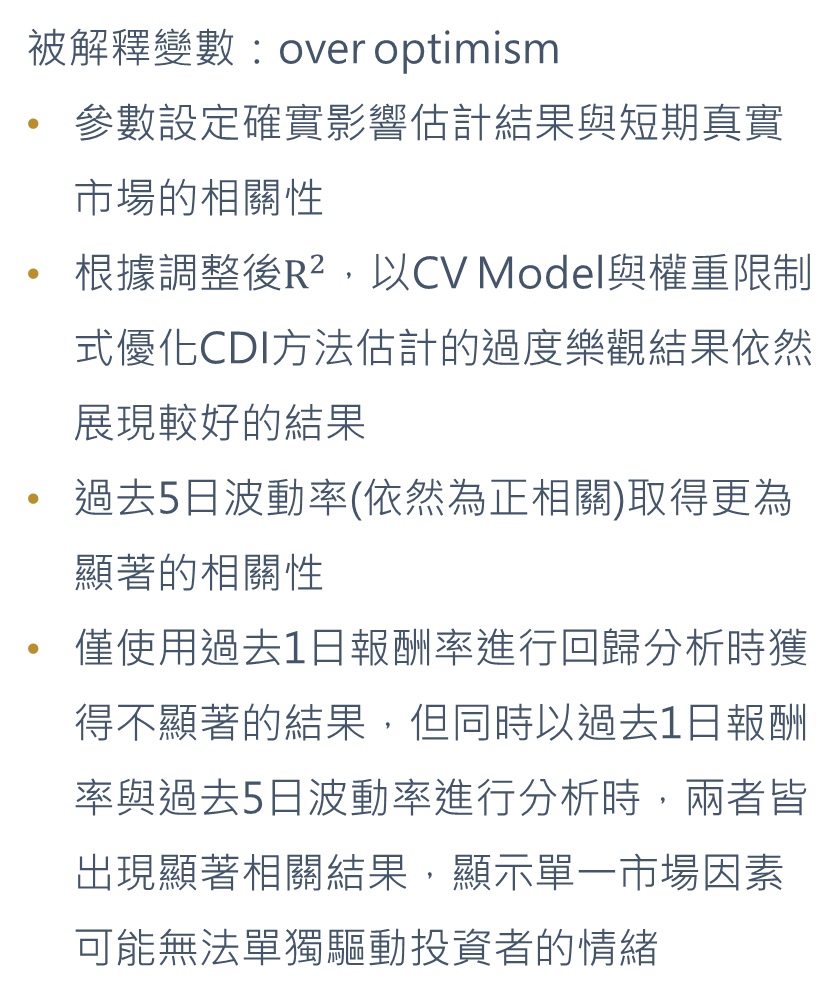 被解釋變數：over optimism
• 參數設定確實影響估計結果與短期真實
市場的相關性
• 根據調整後R²，以CV Model與權重限制
式優化CDI方法估計的過度樂觀結果依然
展現較好的結果
• 過去5日波動率(依然為正相關)取得更為
顯著的相關性
• 僅使用過去1日報酬率進行回歸分析時獲
得不顯著的結果，但同時以過去1日報酬
率與過去5日波動率進行分析時，兩者皆
出現顯著相關結果，顯示單一市場因素
可能無法單獨驅動投資者的情緒